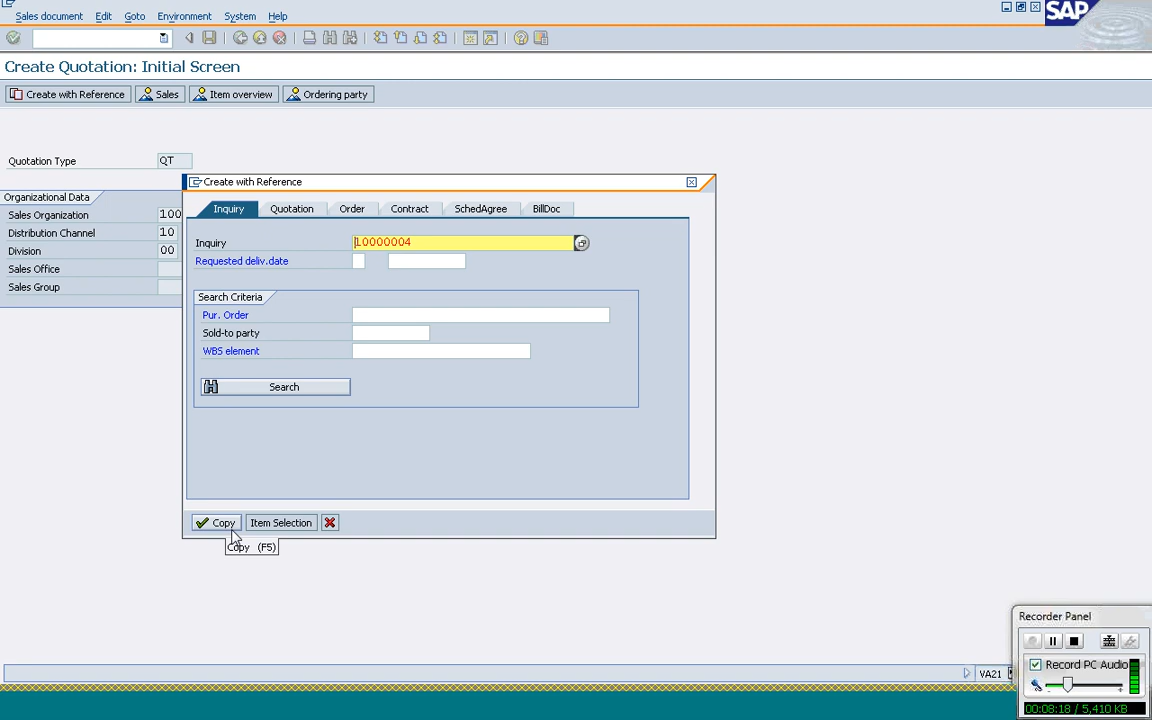 Sales document Edit Goto Environment System Help
SAP
Create Quotation: Initial Screen
Create with Reference Sales Item overview Ordering party
Quotation Type QT
Organizational Data
Sales Organization 100
Distribution Channel 10
Division 00
Sales Office
Sales Group
Create with Reference
Inquiry Quotation Order Contract SchedAgree BillDoc
Inquiry 10000004
Requested deliv.date
Search Criteria
Pur. Order
Sold-to party
WBS element
Search
Copy Item Selection
Copy (F5)
VA21
Recorder Panel
Record PC Audio
00:08:18 / 5,410 KB